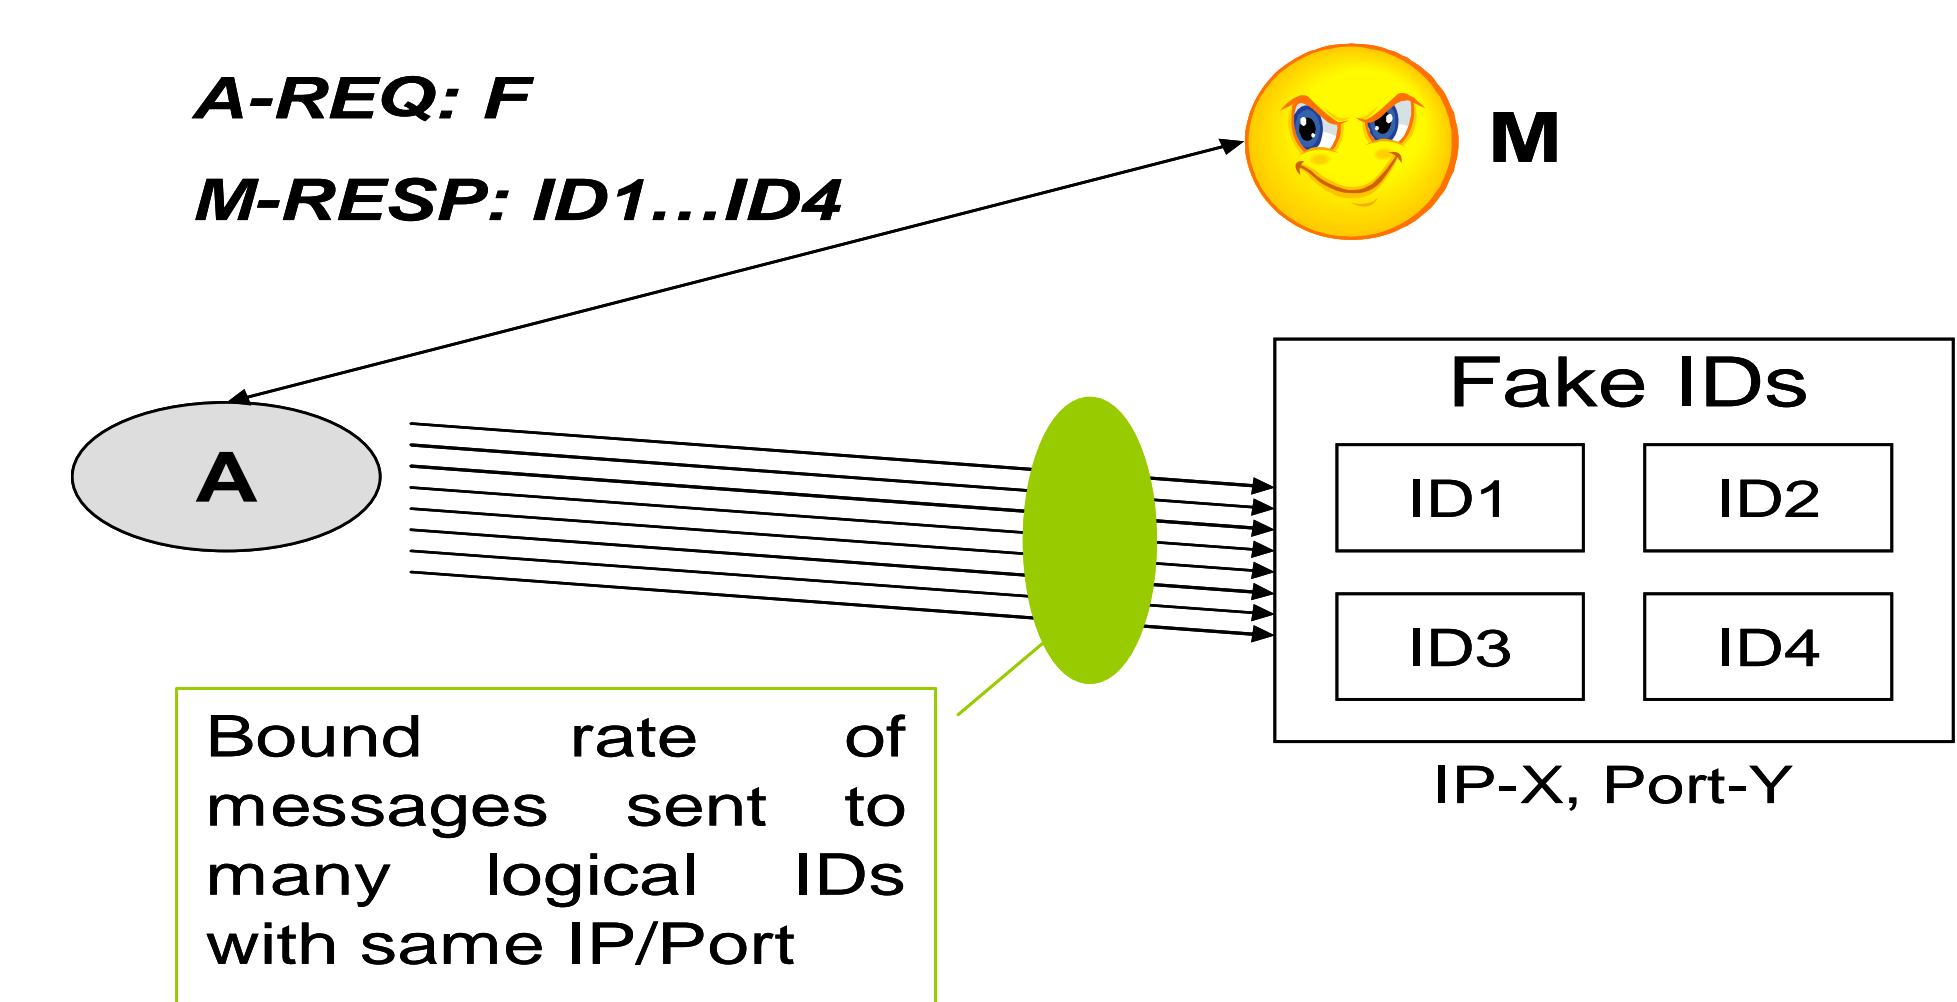 A-REQ: F
M-RESP: ID1...ID4
M
A
Fake IDs
ID1 ID2
ID3 ID4
IP-X, Port-Y
Bound rate of
messages sent to
many logical IDs
with same IP/Port